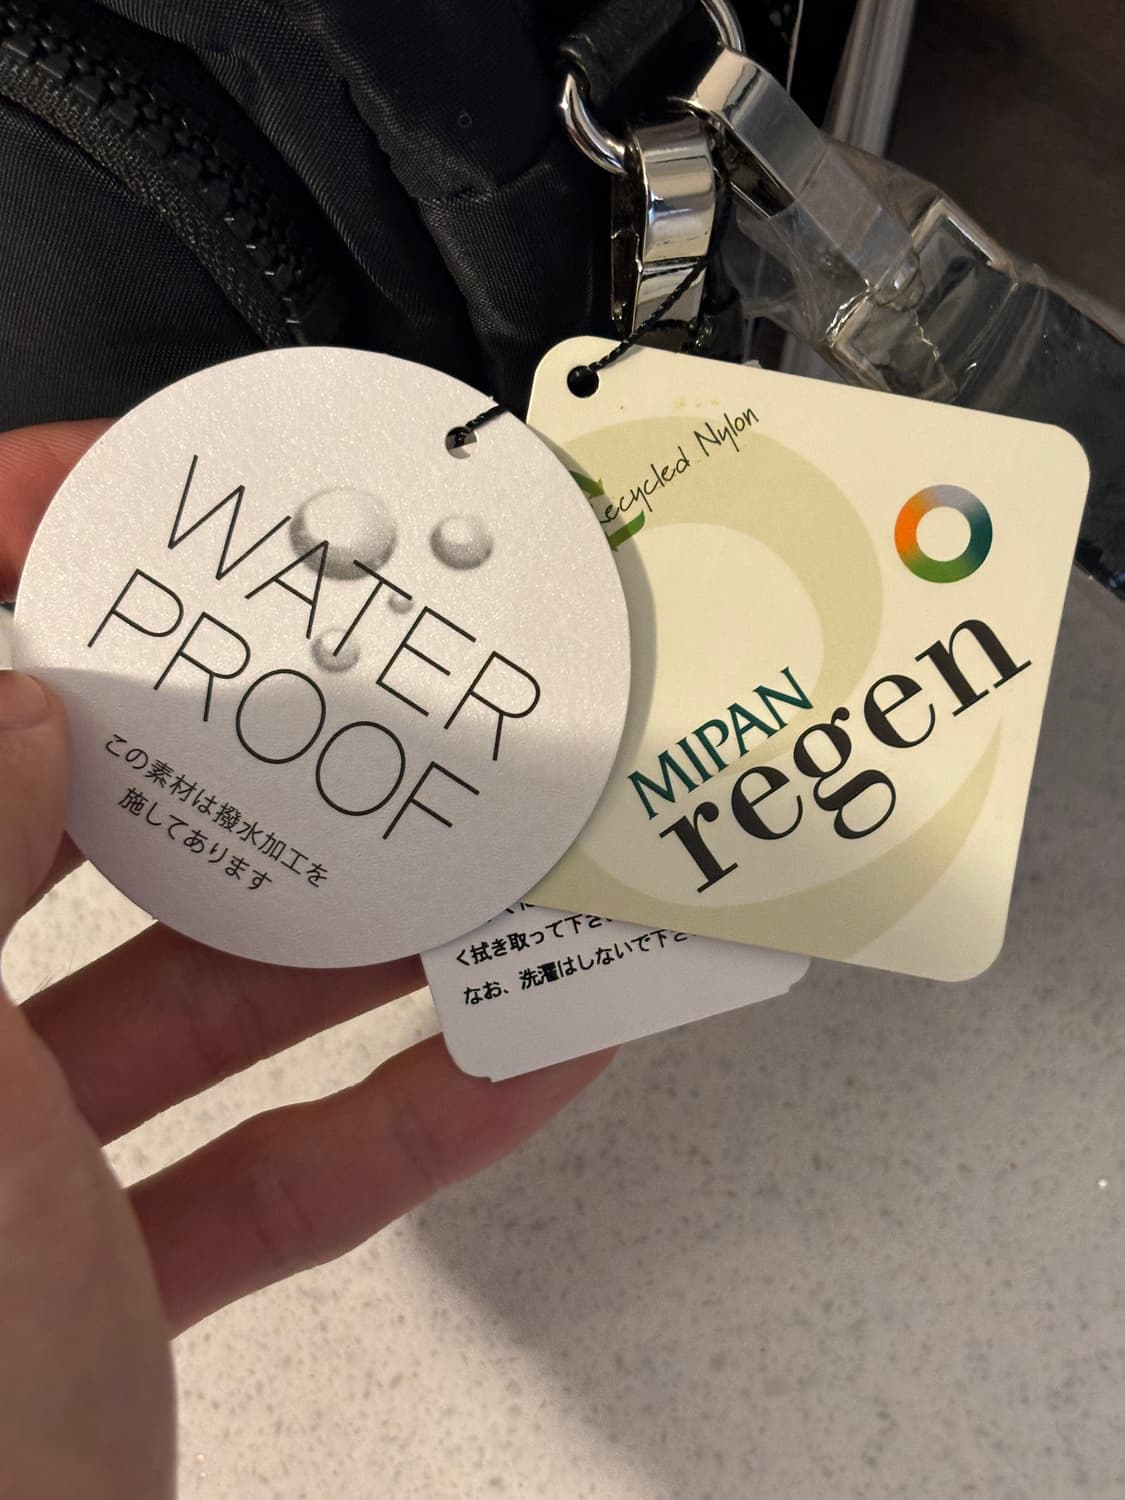 WATER
PROOF
この素材は撥水加工を
施してあります
Recycled Nylon
MIPAN
regen
く拭き取って下さ
なお、洗濯はしないで下さ